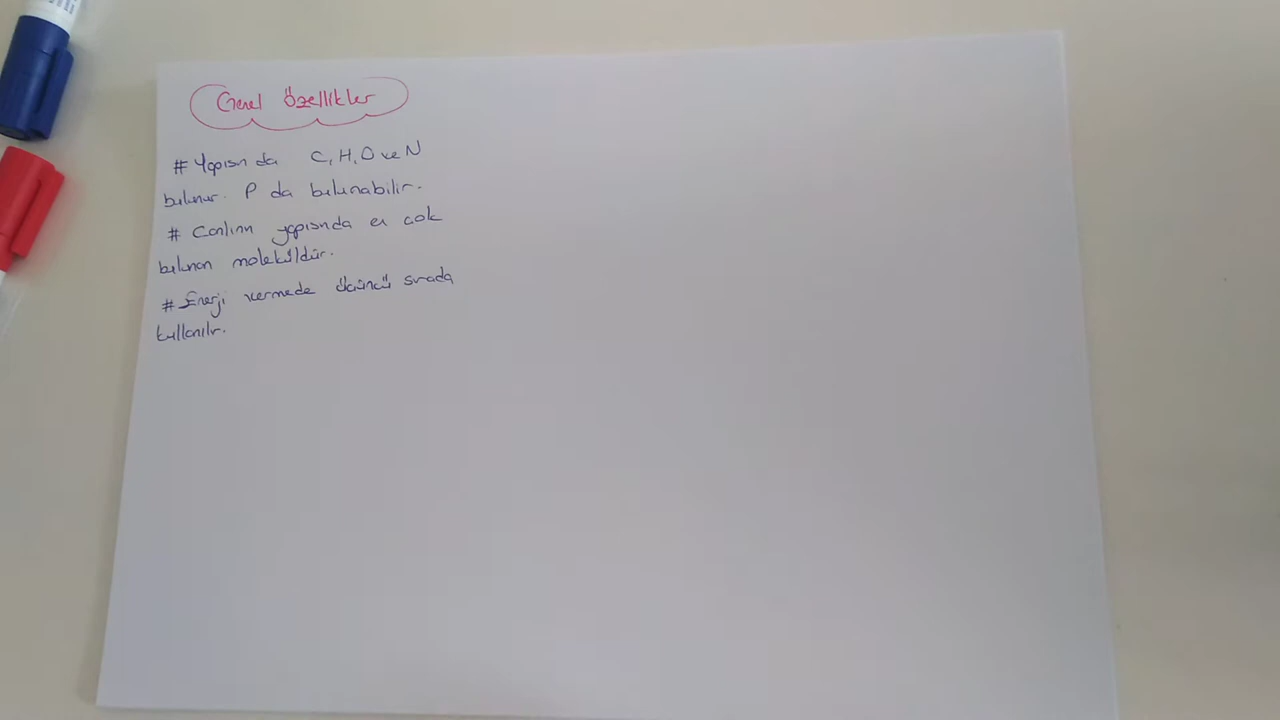 Genel Özellikler
# Yapısında C, H, O ve N
bulunur. P da bulunabilir.
# Canlının yapısında en çok
bulunan moleküldür.
# Enerji vermede üçüncü sırada
kullanılır.